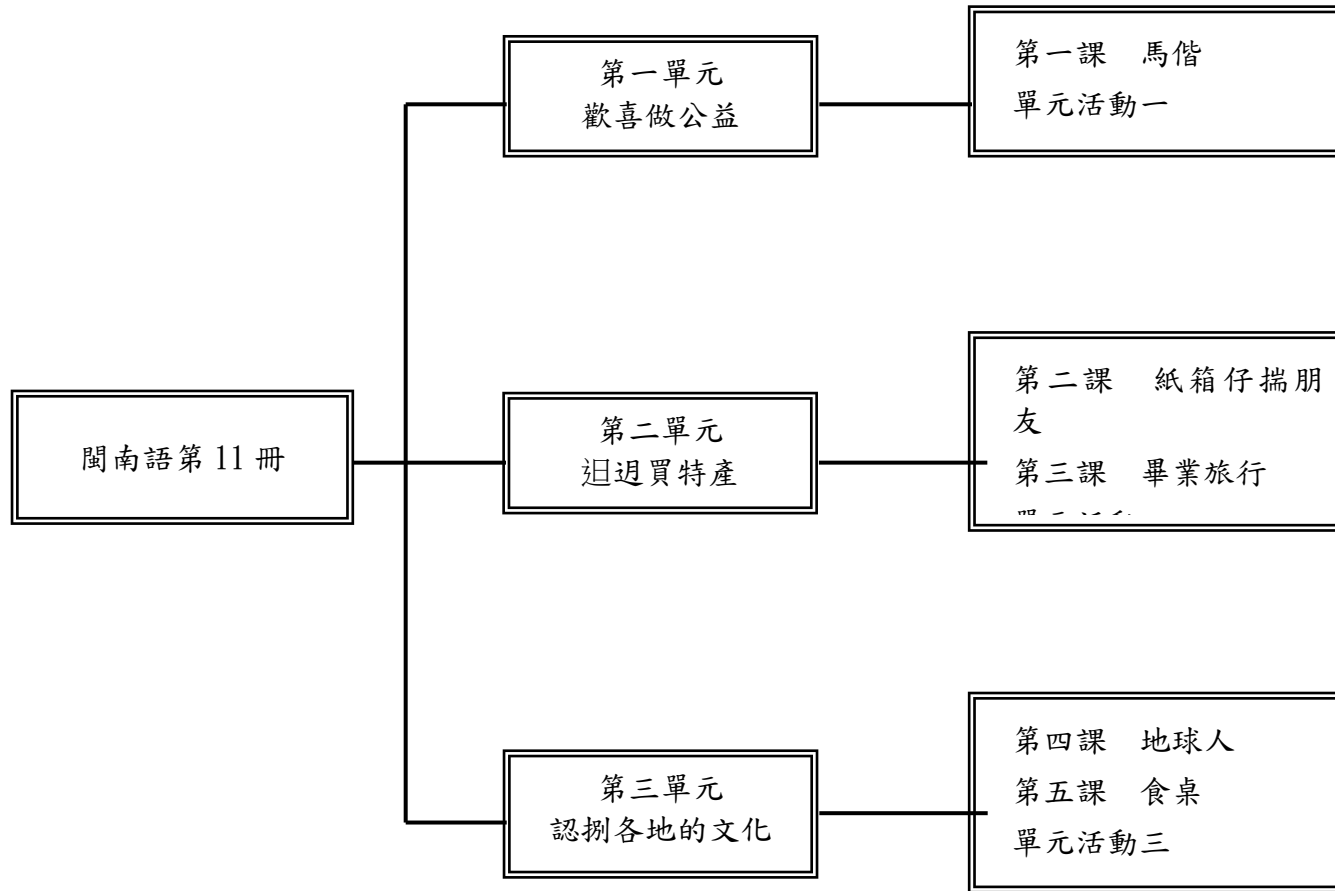 第一單元
歡喜做公益
第一課　馬偕
單元活動一
閩南語第11冊
第二單元
𨑨迌買特產
第二課　紙箱仔揣朋
友
第三課　畢業旅行
第三單元
認捌各地的文化
第四課　地球人
第五課　食桌
單元活動三